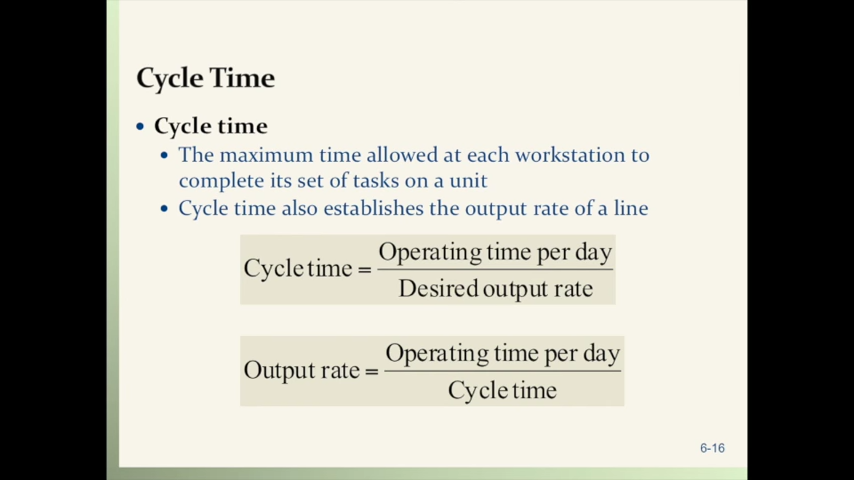 Cycle Time
• Cycle time
• The maximum time allowed at each workstation to
complete its set of tasks on a unit
• Cycle time also establishes the output rate of a line
Cycle time = Operating time per day / Desired output rate
Output rate = Operating time per day / Cycle time
6-16